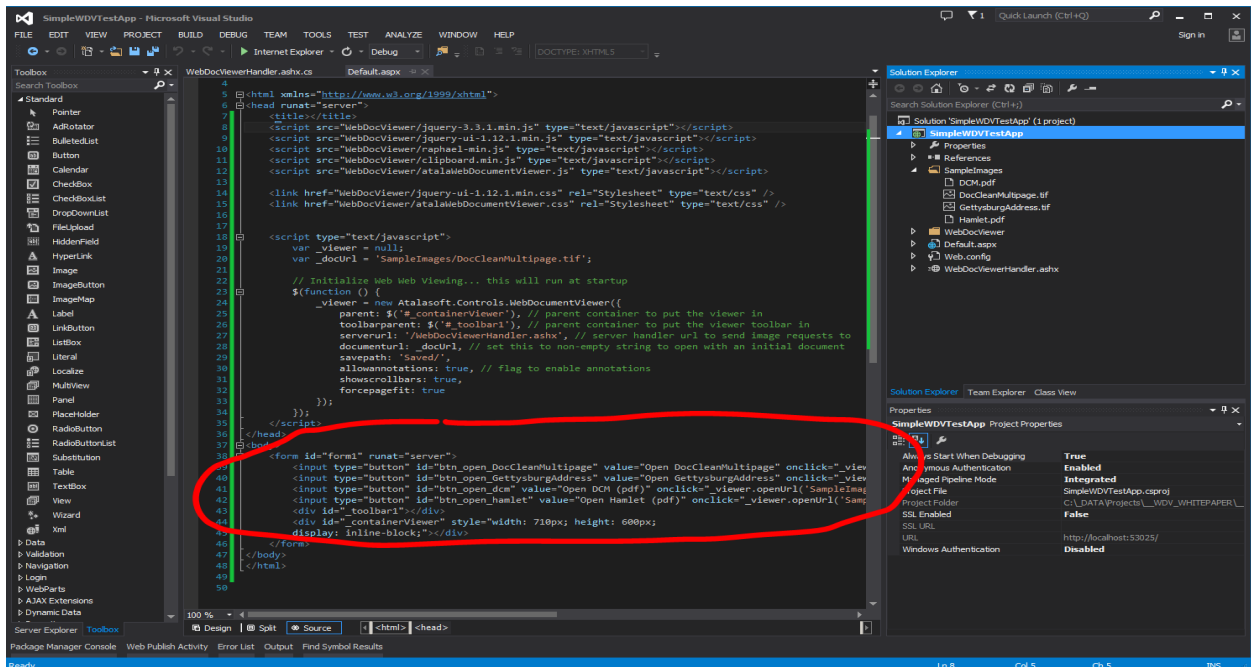 SimpleWDVTestApp - Microsoft Visual Studio
Quick Launch (Ctrl+Q)
FILE EDIT VIEW PROJECT BUILD DEBUG TEAM TOOLS TEST ANALYZE WINDOW HELP
Sign in
Internet Explorer
Debug
DOCTYPE: XHTML5
Toolbox
Search Toolbox
Standard
Pointer
AdRotator
BulletedList
Button
Calendar
CheckBox
CheckBoxList
DropDownList
FileUpload
HiddenField
HyperLink
Image
ImageButton
ImageMap
Label
LinkButton
ListBox
Literal
Localize
MultiView
Panel
PlaceHolder
RadioButton
RadioButtonList
Substitution
Table
TextBox
View
Wizard
Xml
Data
Validation
Navigation
Login
WebParts
AJAX Extensions
Dynamic Data
Server Explorer Toolbox
WebDocViewerHandler.ashx.cs Default.aspx
4
5 <html xmlns="http://www.w3.org/1999/xhtml">
6 <head runat="server">
7 <title></title>
8 <script src="WebDocViewer/jquery-3.3.1.min.js" type="text/javascript"></script>
9 <script src="WebDocViewer/jquery-ui-1.12.1.min.js" type="text/javascript"></script>
10 <script src="WebDocViewer/raphael-min.js" type="text/javascript"></script>
11 <script src="WebDocViewer/clipboard.min.js" type="text/javascript"></script>
12 <script src="WebDocViewer/atalaWebDocumentViewer.js" type="text/javascript"></script>
13
14 <link href="WebDocViewer/jquery-ui-1.12.1.min.css" rel="Stylesheet" type="text/css" />
15 <link href="WebDocViewer/atalaWebDocumentViewer.css" rel="Stylesheet" type="text/css" />
16
17
18 <script type="text/javascript">
19 var _viewer = null;
20 var _docUrl = 'SampleImages/DocCleanMultipage.tif';
21
22 // Initialize Web Web Viewing... this will run at startup
23 $(function () {
24 _viewer = new Atalasoft.Controls.WebDocumentViewer({
25 parent: $('#_containerViewer'), // parent container to put the viewer in
26 toolbarparent: $('#_toolbar1'), // parent container to put the viewer toolbar in
27 serverurl: '/WebDocViewerHandler.ashx', // server handler url to send image requests to
28 documenturl: _docUrl, // set this to non-empty string to open with an initial document
29 savepath: 'Saved/',
30 allowannotations: true, // flag to enable annotations
31 showscrollbars: true,
32 forcepagefit: true
33 });
34 });
35 </script>
36 </head>
37 <body>
38 <form id="form1" runat="server">
39 <input type="button" id="btn_open_DocCleanMultipage" value="Open DocCleanMultipage" onclick="_view
40 <input type="button" id="btn_open_GettysburgAddress" value="Open GettysburgAddress" onclick="_view
41 <input type="button" id="btn_open_dcm" value="Open DCM (pdf)" onclick="_viewer.openUrl('SampleImag
42 <input type="button" id="btn_open_hamlet" value="Open Hamlet (pdf)" onclick="_viewer.openUrl('Samp
43 <div id="_toolbar1"></div>
44 <div id="_containerViewer" style="width: 710px; height: 600px;
45 display: inline-block;"></div>
46 </form>
47 </body>
48 </html>
49
50
100 %
Design Split Source <html> <head>
Solution Explorer
Search Solution Explorer (Ctrl+;)
Solution 'SimpleWDVTestApp' (1 project)
SimpleWDVTestApp
Properties
References
SampleImages
DCM.pdf
DocCleanMultipage.tif
GettysburgAddress.tif
Hamlet.pdf
WebDocViewer
Default.aspx
Web.config
WebDocViewerHandler.ashx
Solution Explorer Team Explorer Class View
Properties
SimpleWDVTestApp Project Properties
Always Start When Debugging True
Anonymous Authentication Enabled
Managed Pipeline Mode Integrated
Project File SimpleWDVTestApp.csproj
Project Folder C:\_DATA\Projects\__WDV_WHITEPAPER\_
SSL Enabled False
SSL URL
URL http://localhost:53025/
Windows Authentication Disabled
Package Manager Console Web Publish Activity Error List Output Find Symbol Results
Ready Ln 8 Col 5 Ch 5 INS